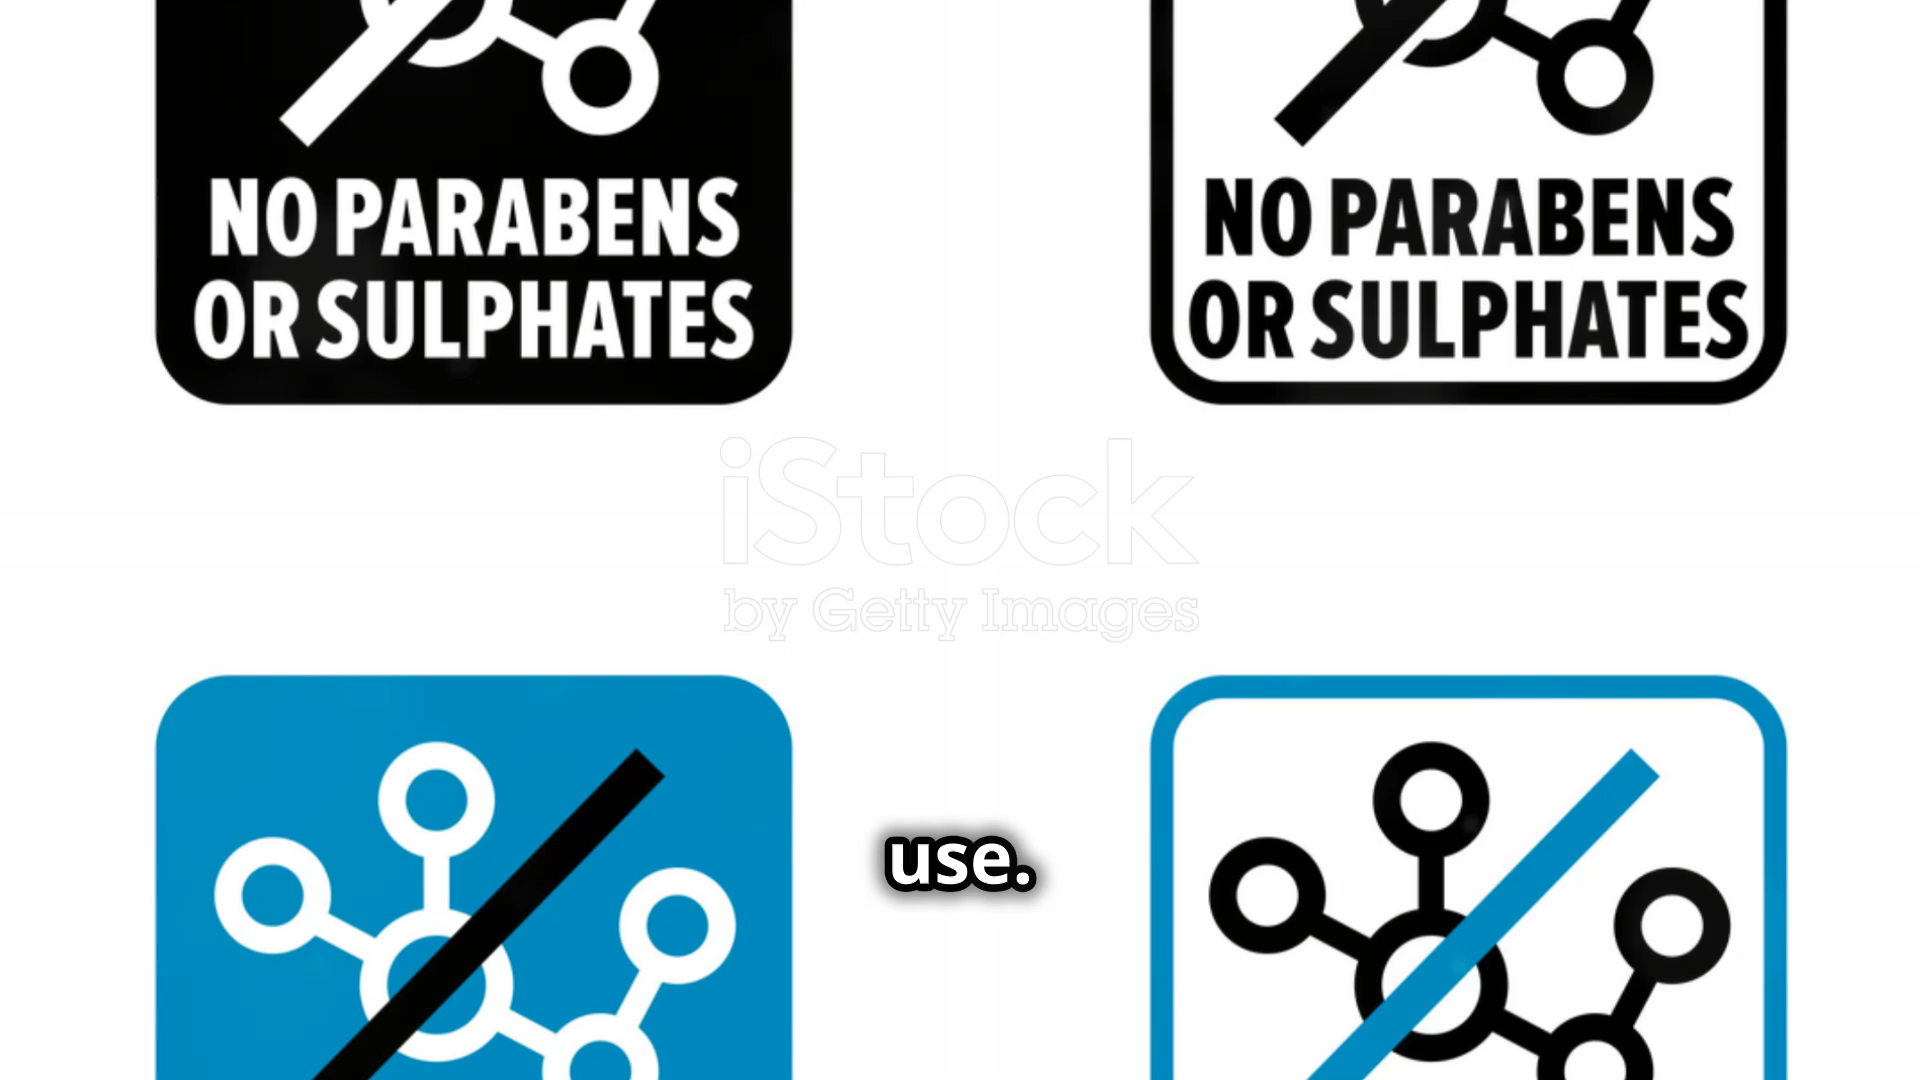 NO PARABENS
OR SULPHATES
NO PARABENS
OR SULPHATES
iStock
by Getty Images
use.